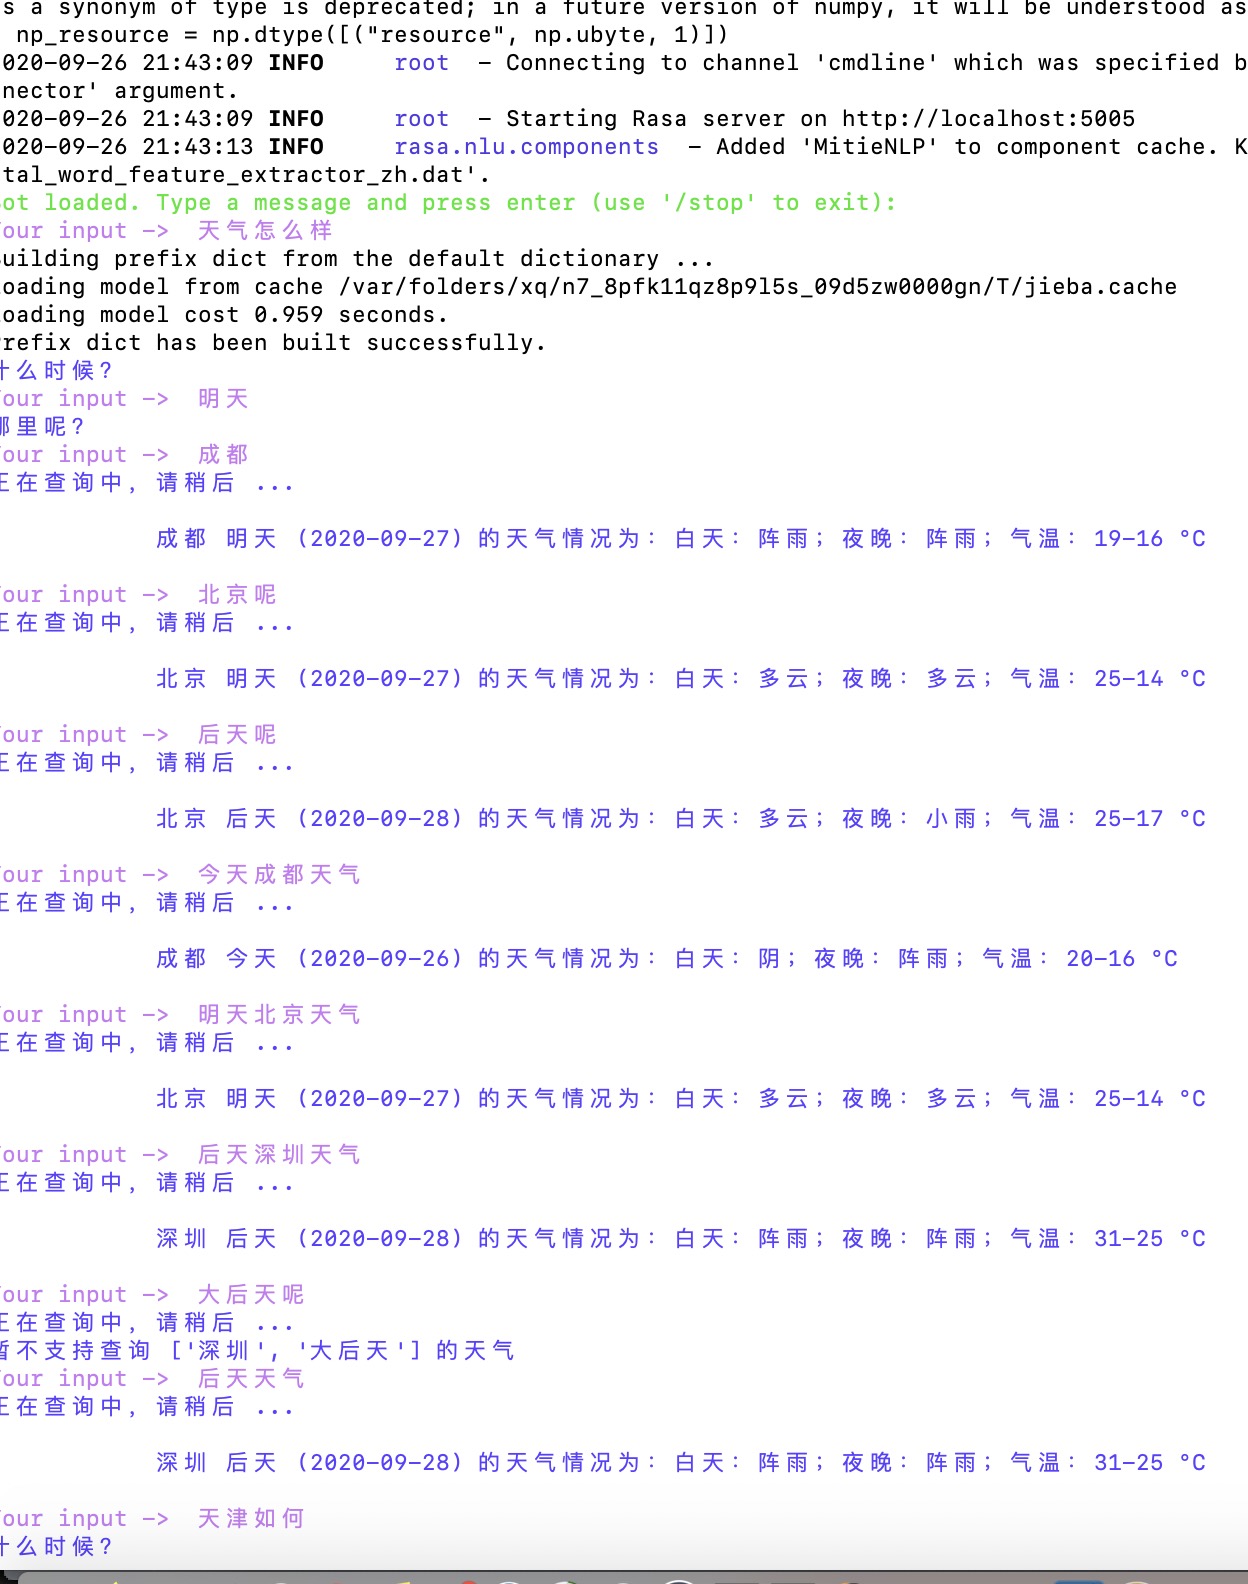 s a synonym of type is deprecated; in a future version of numpy, it will be understood as
np_resource = np.dtype([("resource", np.ubyte, 1)])
020-09-26 21:43:09 INFO root - Connecting to channel 'cmdline' which was specified b
nector' argument.
020-09-26 21:43:09 INFO root - Starting Rasa server on http://localhost:5005
020-09-26 21:43:13 INFO rasa.nlu.components - Added 'MitieNLP' to component cache. K
tal_word_feature_extractor_zh.dat'.
ot loaded. Type a message and press enter (use '/stop' to exit):
our input -> 天气怎么样
uilding prefix dict from the default dictionary ...
oading model from cache /var/folders/xq/n7_8pfk11qz8p9l5s_09d5zw0000gn/T/jieba.cache
oading model cost 0.959 seconds.
refix dict has been built successfully.
什么时候?
our input -> 明天
哪里呢?
our input -> 成都
正在查询中, 请稍后 ...
成都 明天 (2020-09-27) 的天气情况为: 白天: 阵雨; 夜晚: 阵雨; 气温: 19-16 °C
our input -> 北京呢
正在查询中, 请稍后 ...
北京 明天 (2020-09-27) 的天气情况为: 白天: 多云; 夜晚: 多云; 气温: 25-14 °C
our input -> 后天呢
正在查询中, 请稍后 ...
北京 后天 (2020-09-28) 的天气情况为: 白天: 多云; 夜晚: 小雨; 气温: 25-17 °C
our input -> 今天成都天气
正在查询中, 请稍后 ...
成都 今天 (2020-09-26) 的天气情况为: 白天: 阴; 夜晚: 阵雨; 气温: 20-16 °C
our input -> 明天北京天气
正在查询中, 请稍后 ...
北京 明天 (2020-09-27) 的天气情况为: 白天: 多云; 夜晚: 多云; 气温: 25-14 °C
our input -> 后天深圳天气
正在查询中, 请稍后 ...
深圳 后天 (2020-09-28) 的天气情况为: 白天: 阵雨; 夜晚: 阵雨; 气温: 31-25 °C
our input -> 大后天呢
正在查询中, 请稍后 ...
暂不支持查询 ['深圳', '大后天'] 的天气
our input -> 后天天气
正在查询中, 请稍后 ...
深圳 后天 (2020-09-28) 的天气情况为: 白天: 阵雨; 夜晚: 阵雨; 气温: 31-25 °C
our input -> 天津如何
什么时候?